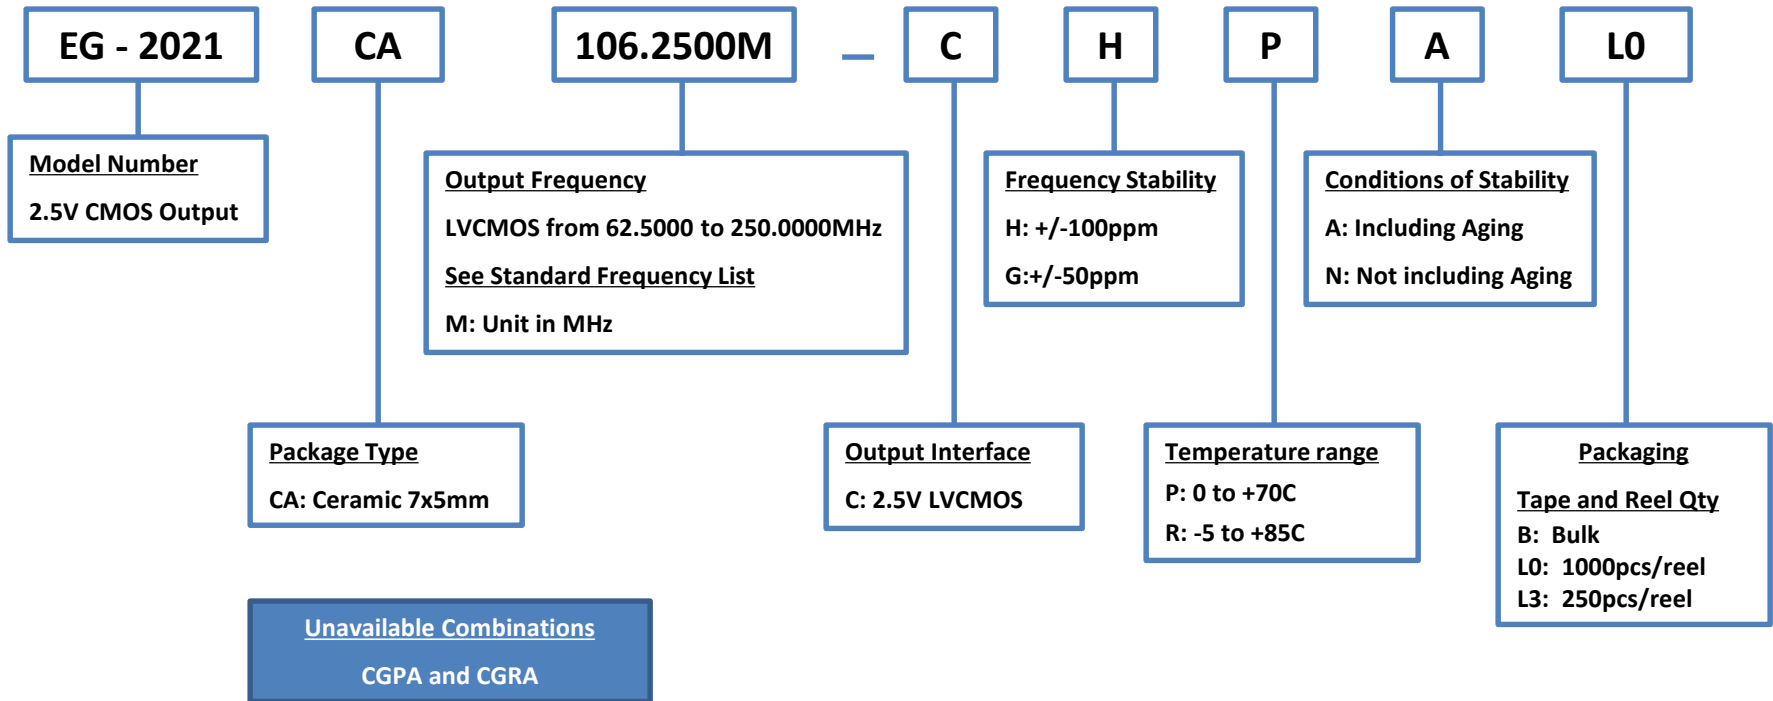 EG - 2021 CA 106.2500M _ C H P A L0
Model Number
2.5V CMOS Output
Output Frequency
LVCMOS from 62.5000 to 250.0000MHz
See Standard Frequency List
M: Unit in MHz
Frequency Stability
H: +/-100ppm
G:+/-50ppm
Conditions of Stability
A: Including Aging
N: Not including Aging
Package Type
CA: Ceramic 7x5mm
Output Interface
C: 2.5V LVCMOS
Temperature range
P: 0 to +70C
R: -5 to +85C
Packaging
Tape and Reel Qty
B: Bulk
L0: 1000pcs/reel
L3: 250pcs/reel
Unavailable Combinations
CGPA and CGRA